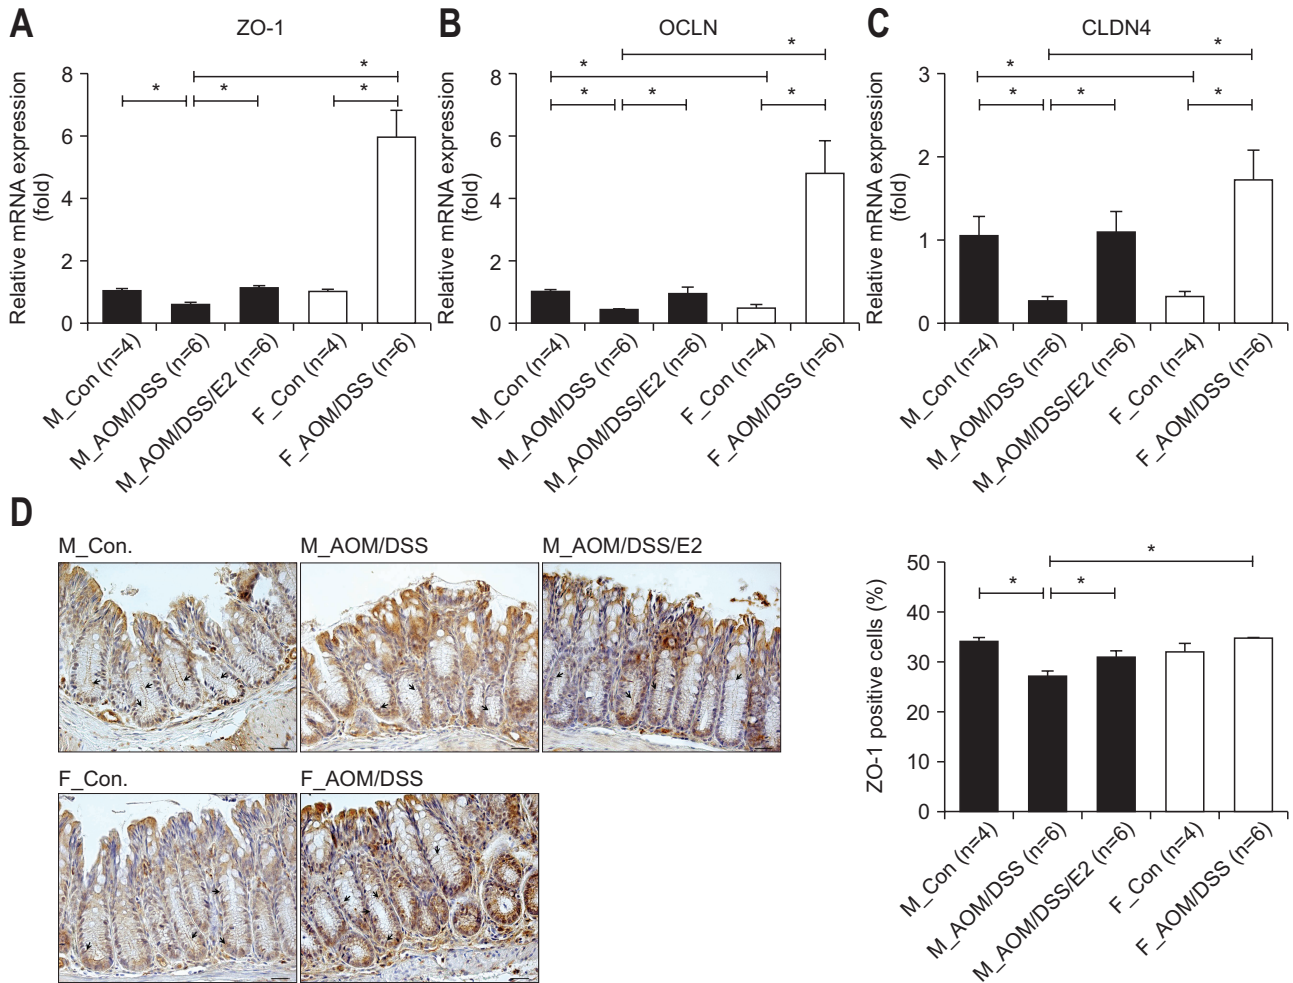 A
ZO-1
Relative mRNA expression
(fold)
8
6
4
2
0
*
*
*
*
M_Con (n=4)
M_AOM/DSS (n=6)
M_AOM/DSS/E2 (n=6)
F_Con (n=4)
F_AOM/DSS (n=6)
B
OCLN
Relative mRNA expression
(fold)
8
6
4
2
0
*
*
*
*
*
M_Con (n=4)
M_AOM/DSS (n=6)
M_AOM/DSS/E2 (n=6)
F_Con (n=4)
F_AOM/DSS (n=6)
C
CLDN4
Relative mRNA expression
(fold)
3
2
1
0
*
*
*
*
*
M_Con (n=4)
M_AOM/DSS (n=6)
M_AOM/DSS/E2 (n=6)
F_Con (n=4)
F_AOM/DSS (n=6)
D
M_Con.
M_AOM/DSS
M_AOM/DSS/E2
F_Con.
F_AOM/DSS
ZO-1 positive cells (%)
50
40
30
20
10
0
*
*
*
M_Con (n=4)
M_AOM/DSS (n=6)
M_AOM/DSS/E2 (n=6)
F_Con (n=4)
F_AOM/DSS (n=6)